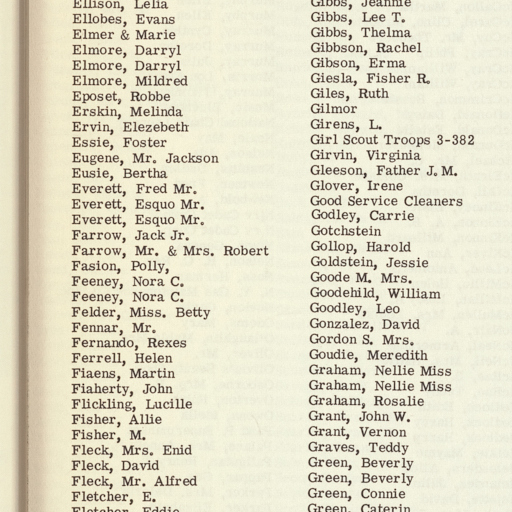 Ellison, Lelia
Ellobes, Evans
Elmer & Marie
Elmore, Darryl
Elmore, Darryl
Elmore, Mildred
Eposet, Robbe
Erskin, Melinda
Ervin, Elezebeth
Essie, Foster
Eugene, Mr. Jackson
Eusie, Bertha
Everett, Fred Mr.
Everett, Esquo Mr.
Everett, Esquo Mr.
Farrow, Jack Jr.
Farrow, Mr. & Mrs. Robert
Fasion, Polly,
Feeney, Nora C.
Feeney, Nora C.
Felder, Miss. Betty
Fennar, Mr.
Fernando, Rexes
Ferrell, Helen
Fiaens, Martin
Fiaherty, John
Flickling, Lucille
Fisher, Allie
Fisher, M.
Fleck, Mrs. Enid
Fleck, David
Fleck, Mr. Alfred
Fletcher, E.
Fletcher, Eddie
Gibbs, Jeannie
Gibbs, Lee T.
Gibbs, Thelma
Gibbson, Rachel
Gibson, Erma
Giesla, Fisher R.
Giles, Ruth
Gilmor
Girens, L.
Girl Scout Troops 3-382
Girvin, Virginia
Gleeson, Father J. M.
Glover, Irene
Good Service Cleaners
Godley, Carrie
Gotchstein
Gollop, Harold
Goldstein, Jessie
Goode M. Mrs.
Goodehild, William
Goodley, Leo
Gonzalez, David
Gordon S. Mrs.
Goudie, Meredith
Graham, Nellie Miss
Graham, Nellie Miss
Graham, Rosalie
Grant, John W.
Grant, Vernon
Graves, Teddy
Green, Beverly
Green, Beverly
Green, Connie
Green, Caterin